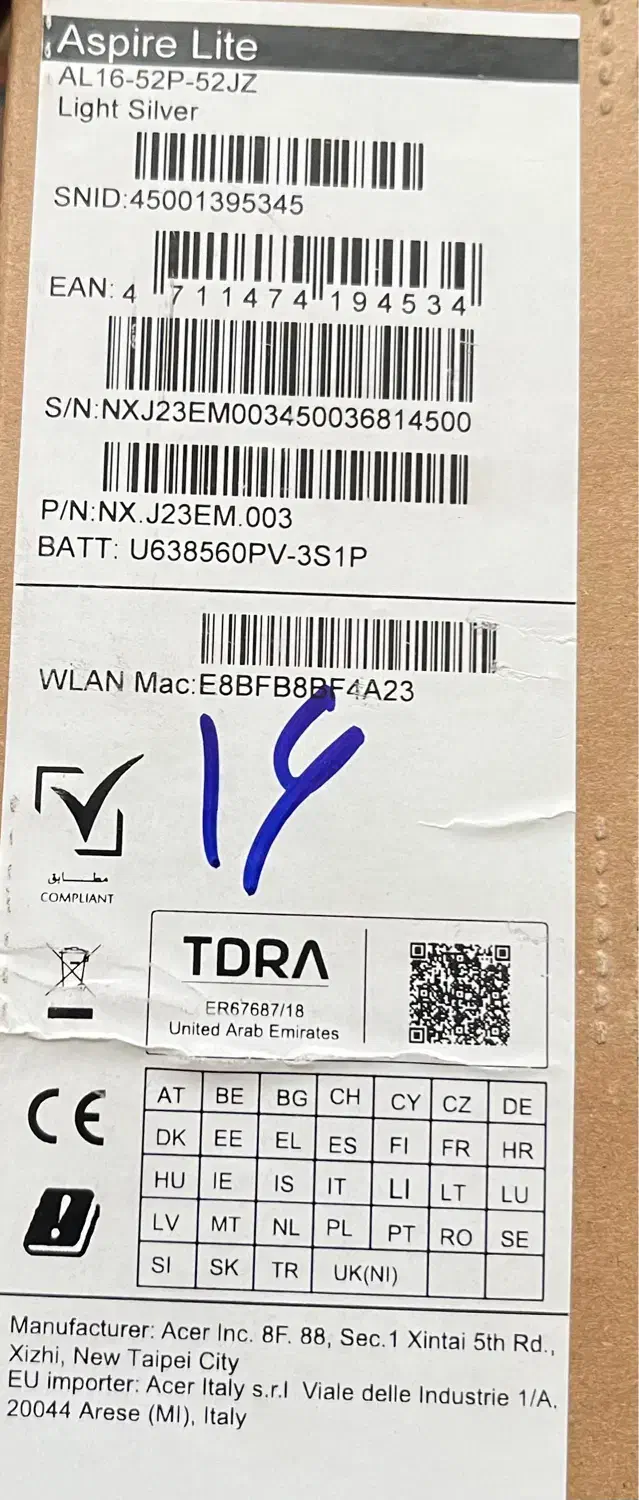 Aspire Lite
AL16-52P-52JZ
Light Silver
SNID:45001395345
EAN: 4 711474 194534
S/N:NXJ23EM003450036814500
P/N:NX.J23EM.003
BATT: U638560PV-3S1P
WLAN Mac:E8BFB8BF4A23
۱۴
مطابق
COMPLIANT
TDRA
ER67687/18
United Arab Emirates
CE
AT BE BG CH CY CZ DE
DK EE EL ES FI FR HR
HU IE IS IT LI LT LU
LV MT NL PL PT RO SE
SI SK TR UK(NI)
Manufacturer: Acer Inc. 8F. 88, Sec.1 Xintai 5th Rd.,
Xizhi, New Taipei City
EU importer: Acer Italy s.r.l Viale delle Industrie 1/A,
20044 Arese (MI), Italy